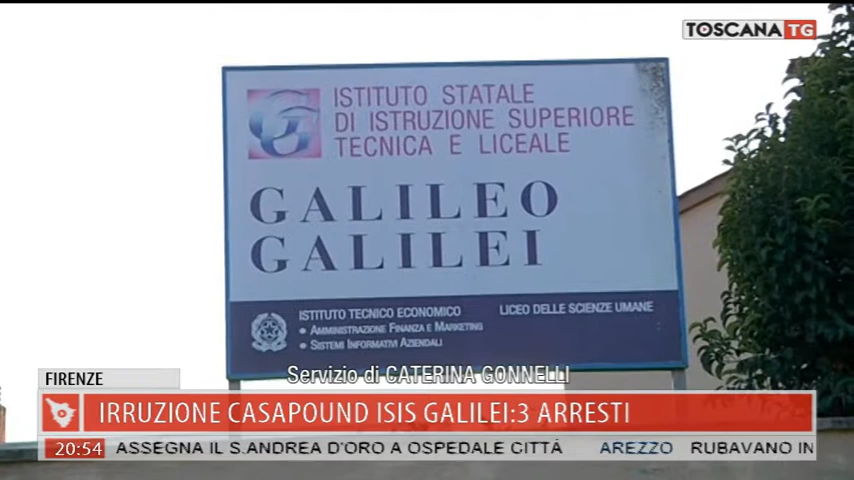 TOSCANA TG
ISTITUTO STATALE
DI ISTRUZIONE SUPERIORE
TECNICA E LICEALE
GALILEO
GALILEI
ISTITUTO TECNICO ECONOMICO
• AMMINISTRAZIONE FINANZA E MARKETING
• SISTEMI INFORMATIVI AZIENDALI
LICEO DELLE SCIENZE UMANE
Servizio di CATERINA GONNELLI
FIRENZE
IRRUZIONE CASAPOUND ISIS GALILEI:3 ARRESTI
20:54 ASSEGNA IL S.ANDREA D'ORO A OSPEDALE CITTÀ AREZZO RUBAVANO IN